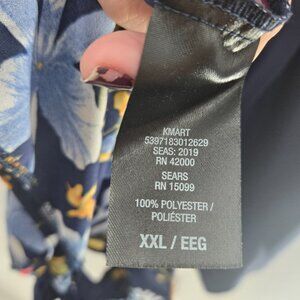 KMART
5397183012629
SEAS: 2019
RN 42000
SEARS
RN 15099
100% POLYESTER /
POLIÉSTER
XXL / EEG